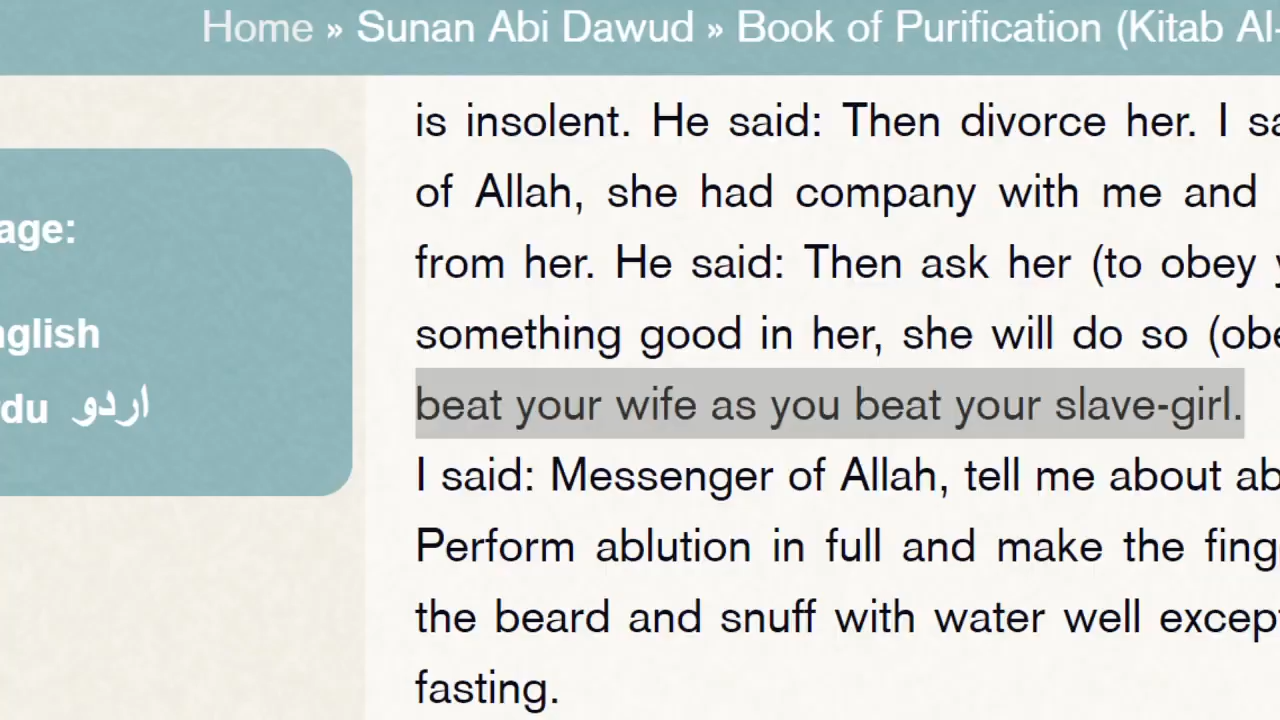 Home » Sunan Abi Dawud » Book of Purification (Kitab Al-
is insolent. He said: Then divorce her. I sa
of Allah, she had company with me and
from her. He said: Then ask her (to obey y
something good in her, she will do so (obe
beat your wife as you beat your slave-girl.
I said: Messenger of Allah, tell me about ab
Perform ablution in full and make the fing
the beard and snuff with water well except
fasting.
age:
nglish
rdu اردو